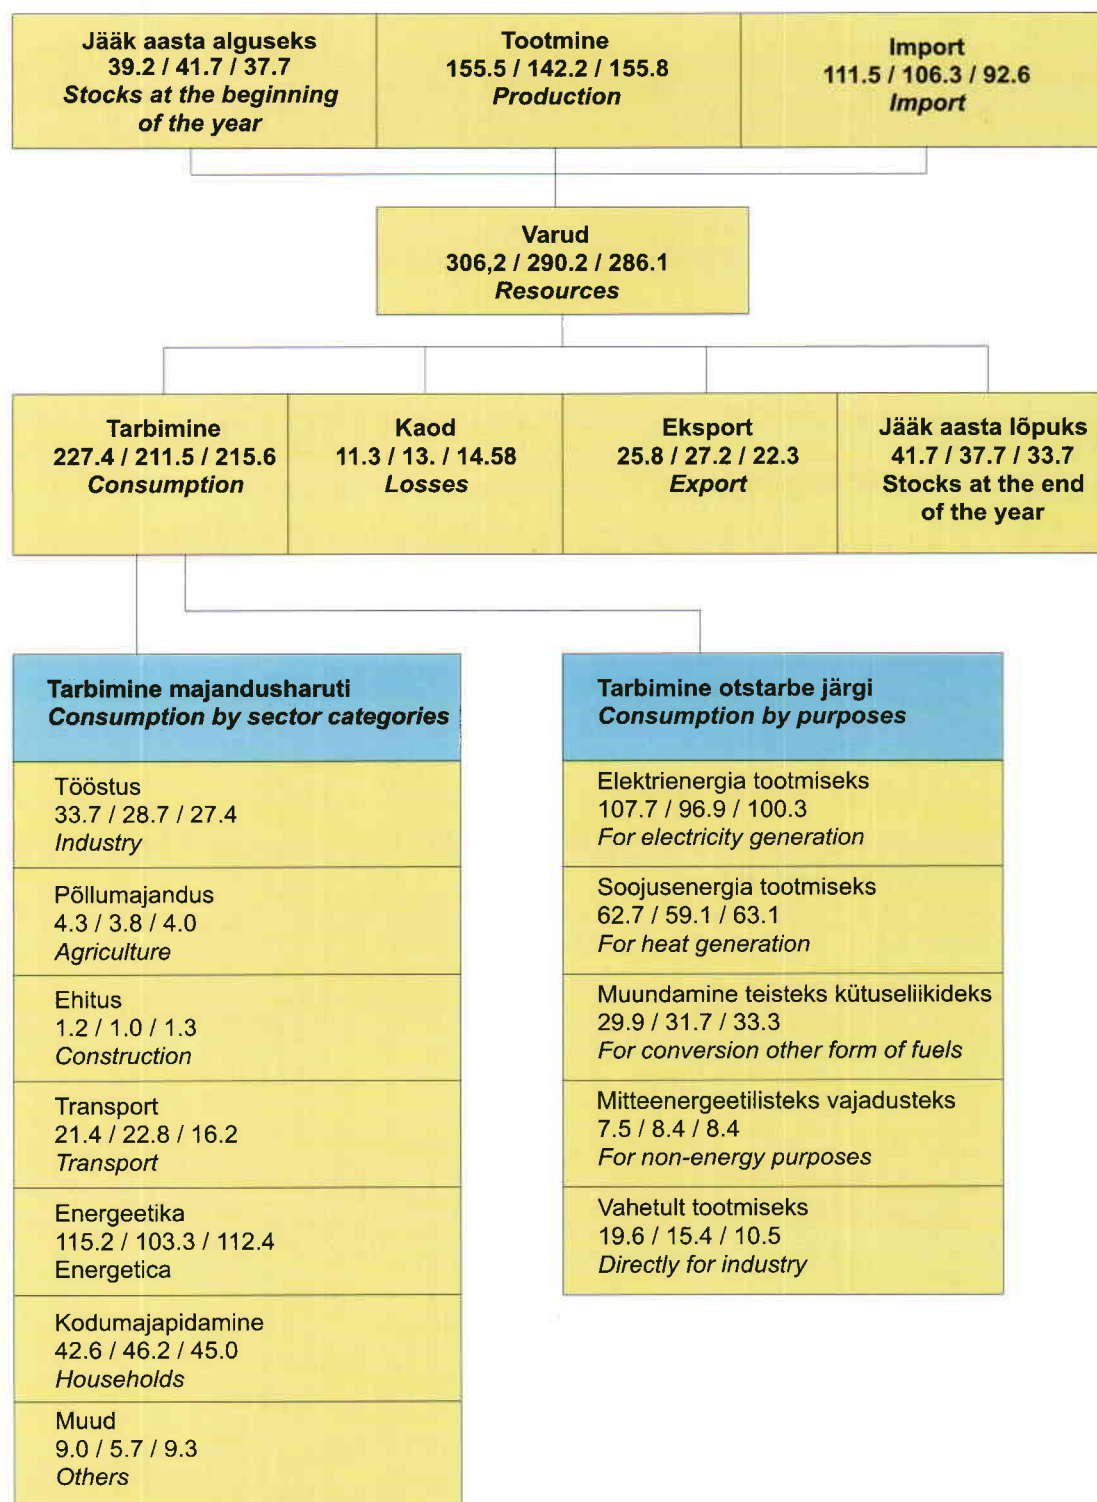 Jääk aasta alguseks
39.2 / 41.7 / 37.7
Stocks at the beginning
of the year
Tootmine
155.5 / 142.2 / 155.8
Production
Import
111.5 / 106.3 / 92.6
Import
Varud
306,2 / 290.2 / 286.1
Resources
Tarbimine
227.4 / 211.5 / 215.6
Consumption
Kaod
11.3 / 13. / 14.58
Losses
Eksport
25.8 / 27.2 / 22.3
Export
Jääk aasta lõpuks
41.7 / 37.7 / 33.7
Stocks at the end
of the year
Tarbimine majandusharuti
Consumption by sector categories
Tööstus
33.7 / 28.7 / 27.4
Industry
Põllumajandus
4.3 / 3.8 / 4.0
Agriculture
Ehitus
1.2 / 1.0 / 1.3
Construction
Transport
21.4 / 22.8 / 16.2
Transport
Energeetika
115.2 / 103.3 / 112.4
Energetica
Kodumajapidamine
42.6 / 46.2 / 45.0
Households
Muud
9.0 / 5.7 / 9.3
Others
Tarbimine otstarbe järgi
Consumption by purposes
Elektrienergia tootmiseks
107.7 / 96.9 / 100.3
For electricity generation
Soojusenergia tootmiseks
62.7 / 59.1 / 63.1
For heat generation
Muundamine teisteks kütuseliikideks
29.9 / 31.7 / 33.3
For conversion other form of fuels
Mitteenergeetilisteks vajadusteks
7.5 / 8.4 / 8.4
For non-energy purposes
Vahetult tootmiseks
19.6 / 15.4 / 10.5
Directly for industry